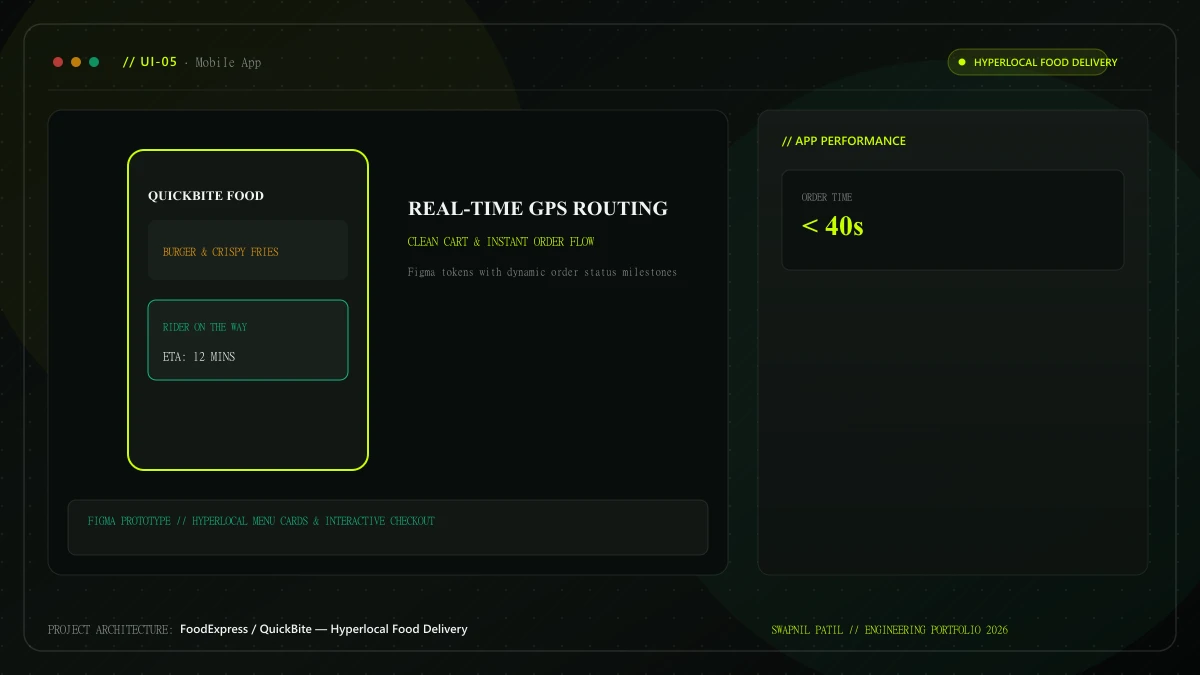 // UI-05 · Mobile App
HYPERLOCAL FOOD DELIVERY
QUICKBITE FOOD
BURGER & CRISPY FRIES
RIDER ON THE WAY
ETA: 12 MINS
REAL-TIME GPS ROUTING
CLEAN CART & INSTANT ORDER FLOW
Figma tokens with dynamic order status milestones
FIGMA PROTOTYPE // HYPERLOCAL MENU CARDS & INTERACTIVE CHECKOUT
// APP PERFORMANCE
ORDER TIME
< 40s
PROJECT ARCHITECTURE: FoodExpress / QuickBite — Hyperlocal Food Delivery
SWAPNIL PATIL // ENGINEERING PORTFOLIO 2026